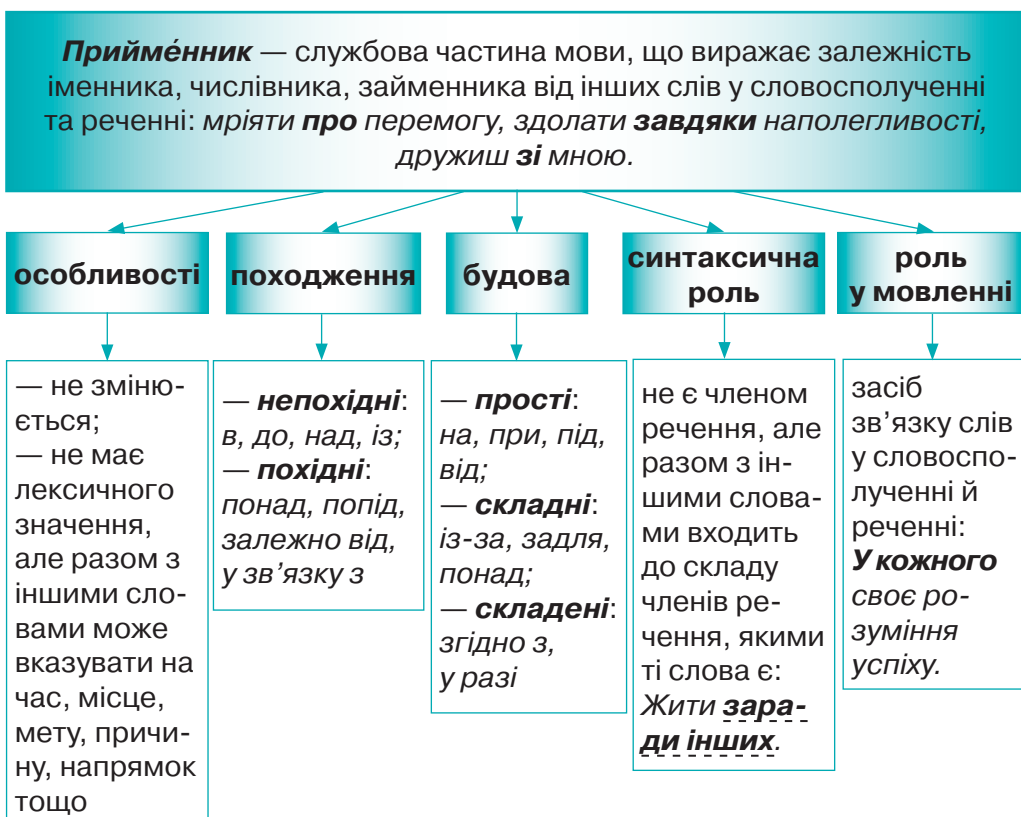 Прийме́нник — службова частина мови, що виражає залежність
іменника, числівника, займенника від інших слів у словосполученні
та реченні: мріяти про перемогу, здолати завдяки наполегливості,
дружиш зі мною.
особливості
походження
будова
синтаксична
роль
роль
у мовленні
— не зміню-
ється;
— не має
лексичного
значення,
але разом з
іншими сло-
вами може
вказувати на
час, місце,
мету, причи-
ну, напрямок
тощо
— непохідні:
в, до, над, із;
— похідні:
понад, попід,
залежно від,
у зв’язку з
— прості:
на, при, під,
від;
— складні:
із-за, задля,
понад;
— складені:
згідно з,
у разі
не є членом
речення, але
разом з ін-
шими слова-
ми входить
до складу
членів ре-
чення, якими
ті слова є:
Жити зара-
ди інших.
засіб
зв’язку слів
у словоспо-
лученні й
реченні:
У кожного
своє ро-
зуміння
успіху.